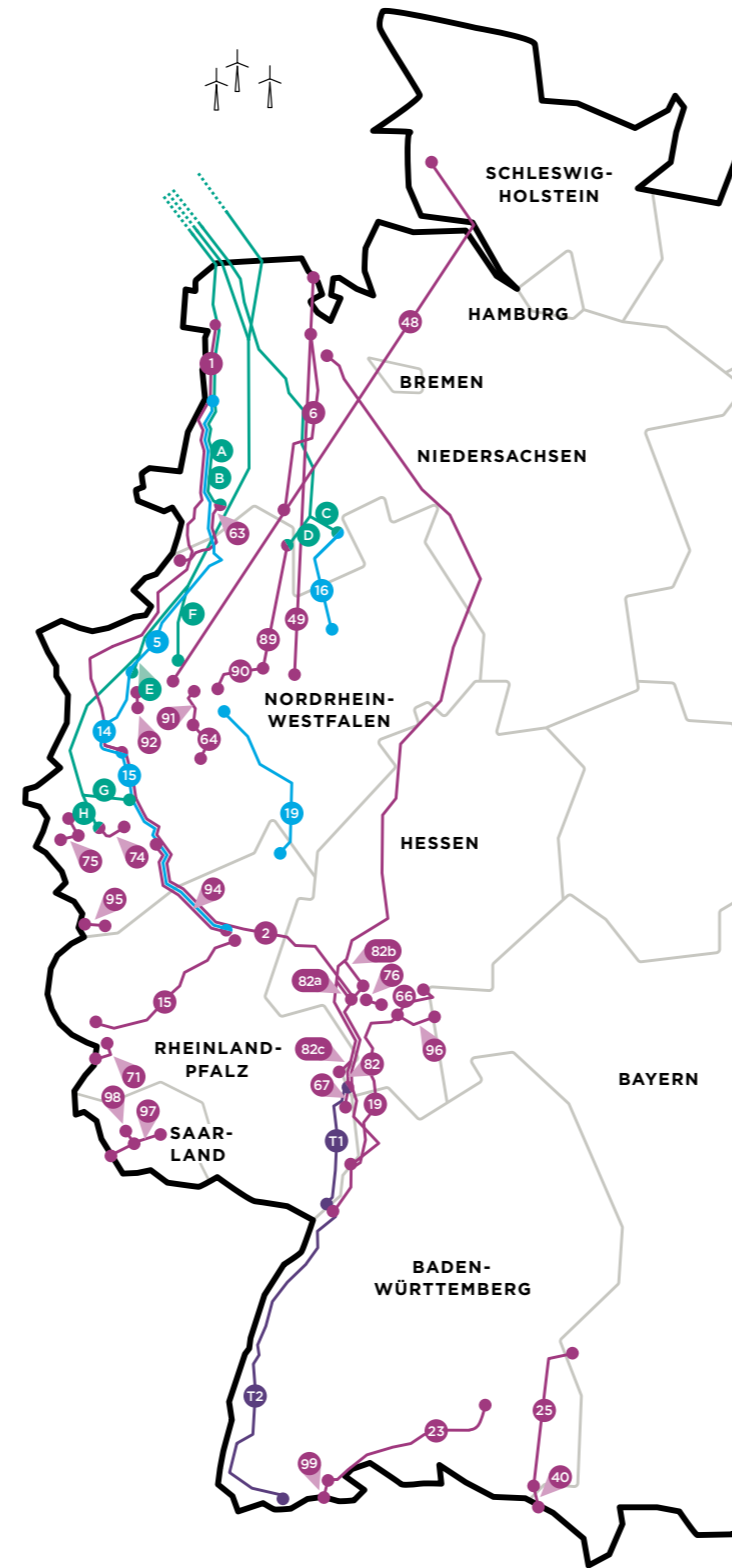 SCHLESWIG-
HOLSTEIN
HAMBURG
48
1
BREMEN
6
A
NIEDERSACHSEN
B
C
63
D
16
F
49
5
89
90
E
NORDRHEIN-
WESTFALEN
91
92
14
64
15
G
H
19
HESSEN
74
75
94
95
2
82b
82a
76
66
15
RHEINLAND-
PFALZ
82c
96
71
82
67
BAYERN
98
97
19
SAAR-
LAND
T1
BADEN-
WÜRTTEMBERG
T2
25
23
99
40